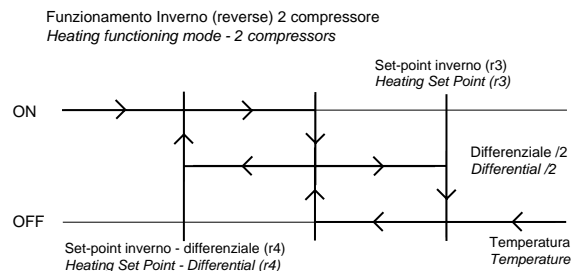 Funzionamento Inverno (reverse) 2 compressore
Heating functioning mode - 2 compressors
Set-point inverno (r3)
Heating Set Point (r3)
ON
Differenziale /2
Differential /2
OFF
Set-point inverno - differenziale (r4)
Heating Set Point - Differential (r4)
Temperatura
Temperature